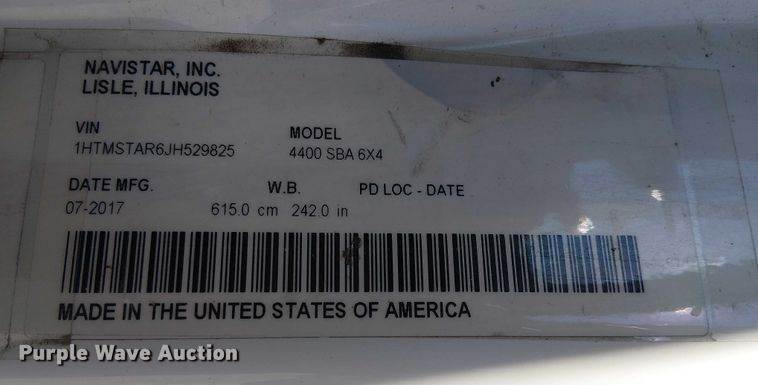 NAVISTAR, INC.
LISLE, ILLINOIS
VIN MODEL
1HTMSTAR6JH529825 4400 SBA 6X4
DATE MFG. W.B. PD LOC - DATE
07-2017 615.0 cm 242.0 in
MADE IN THE UNITED STATES OF AMERICA
Purple Wave Auction